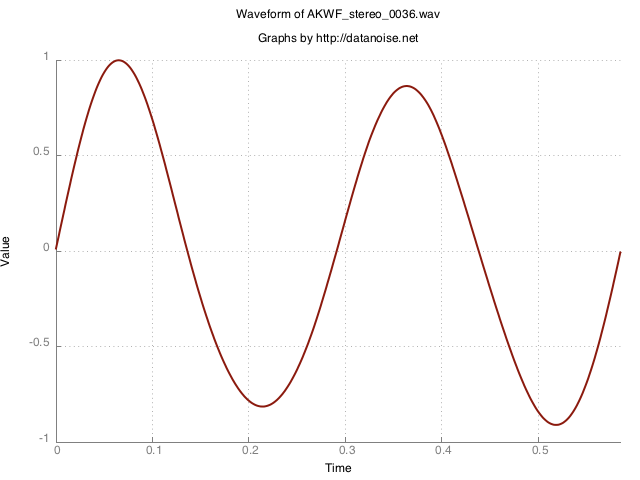 Waveform of AKWF_stereo_0036.wav
Graphs by http://datanoise.net
1
0.5
0
-0.5
-1
Value
0 0.1 0.2 0.3 0.4 0.5
Time